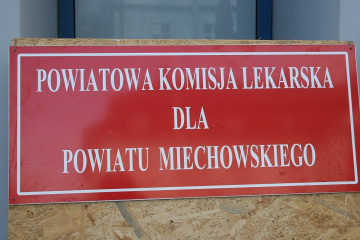 POWIATOWA KOMISJA LEKARSKA
DLA
POWIATU MIECHOWSKIEGO